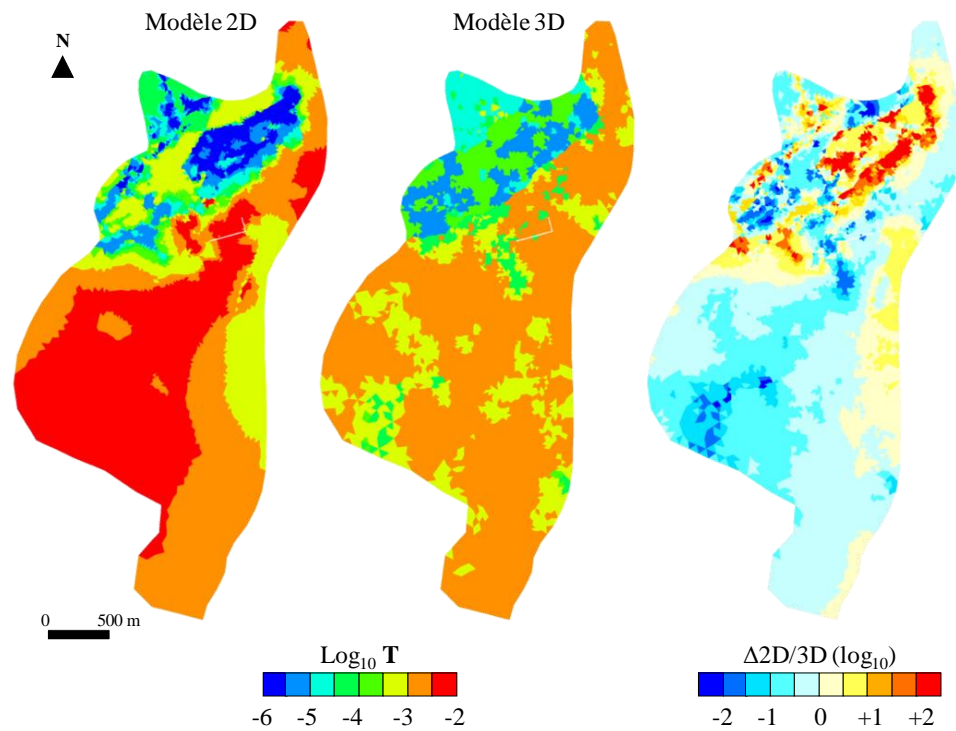 Modèle 2D
Modèle 3D
N
0 500 m
Log₁₀ T
-6 -5 -4 -3 -2
Δ2D/3D (log₁₀)
-2 -1 0 +1 +2